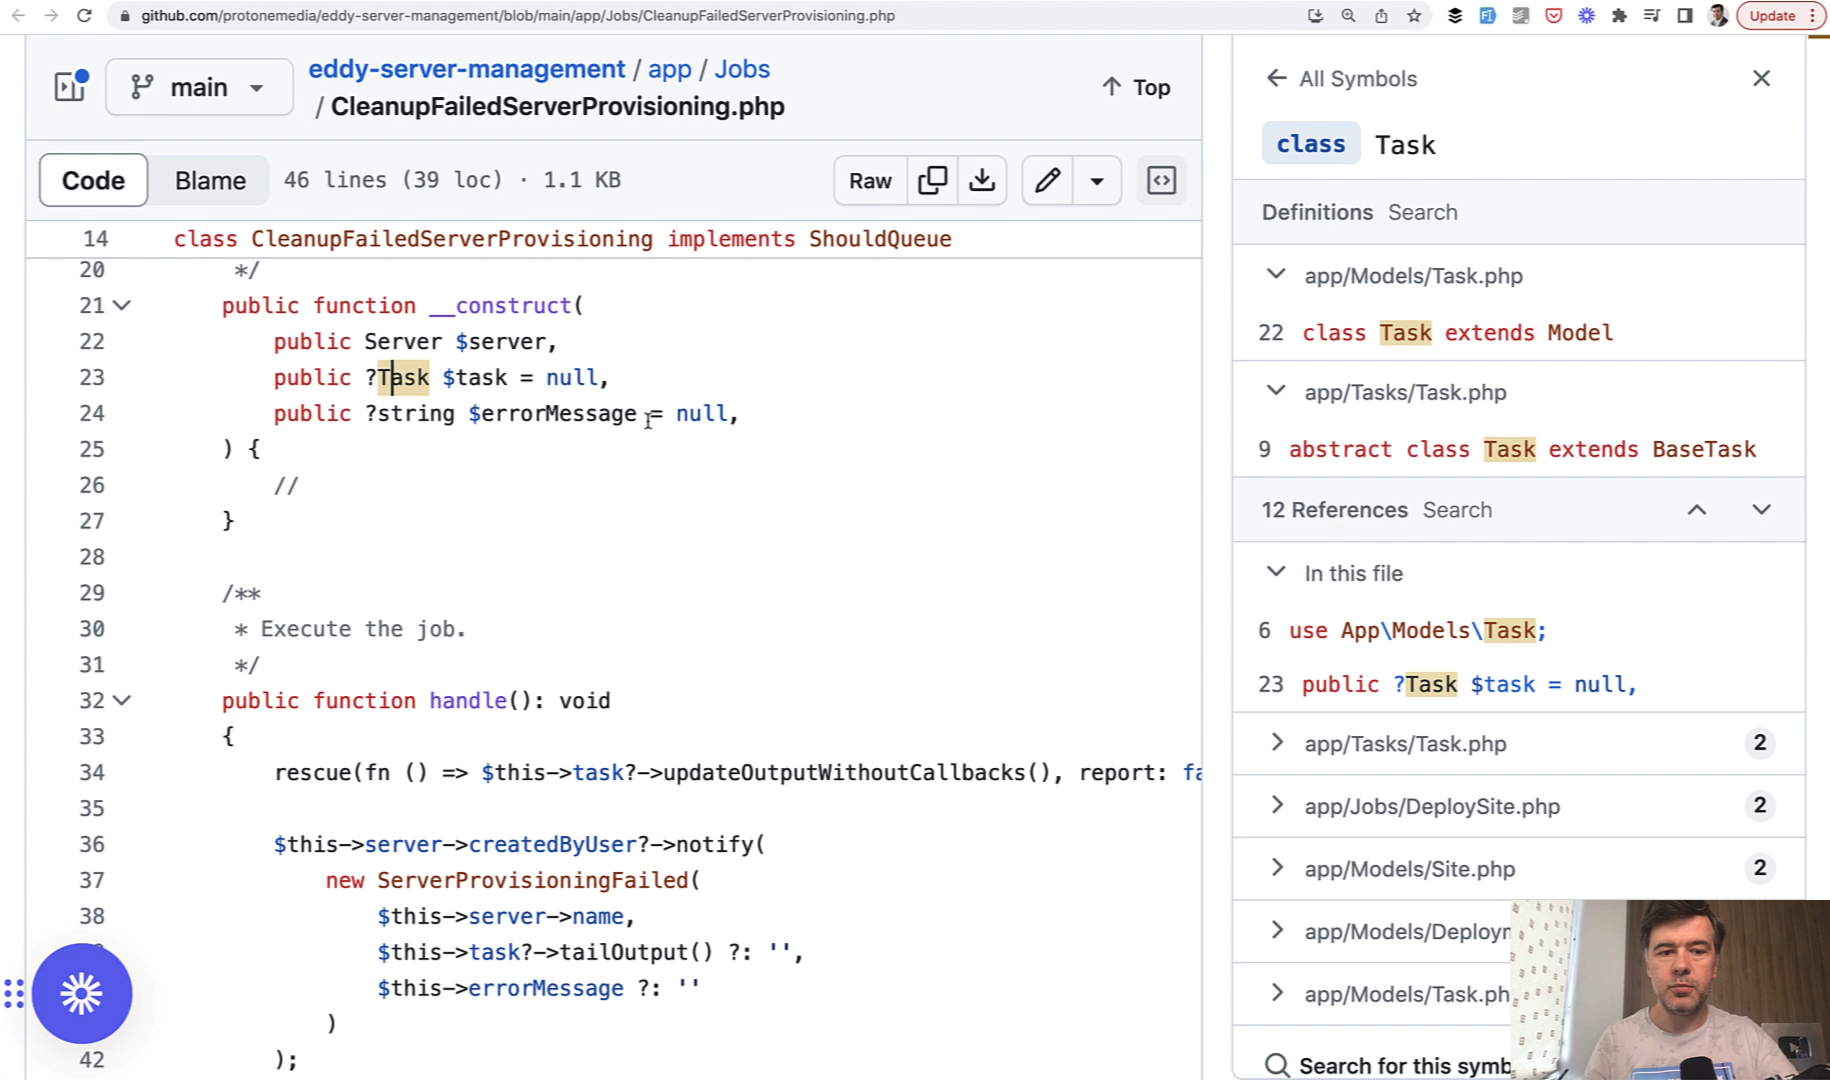 github.com/protonemedia/eddy-server-management/blob/main/app/Jobs/CleanupFailedServerProvisioning.php
Update
main
eddy-server-management / app / Jobs
/ CleanupFailedServerProvisioning.php
Top
Code
Blame
46 lines (39 loc) · 1.1 KB
Raw
14 class CleanupFailedServerProvisioning implements ShouldQueue
20 */
21 public function __construct(
22 public Server $server,
23 public ?Task $task = null,
24 public ?string $errorMessage = null,
25 ) {
26 //
27 }
28
29 /**
30 * Execute the job.
31 */
32 public function handle(): void
33 {
34 rescue(fn () => $this->task?->updateOutputWithoutCallbacks(), report: fa
35
36 $this->server->createdByUser?->notify(
37 new ServerProvisioningFailed(
38 $this->server->name,
$this->task?->tailOutput() ?: '',
$this->errorMessage ?: ''
)
42 );
All Symbols
class Task
Definitions Search
app/Models/Task.php
22 class Task extends Model
app/Tasks/Task.php
9 abstract class Task extends BaseTask
12 References Search
In this file
6 use App\Models\Task;
23 public ?Task $task = null,
app/Tasks/Task.php 2
app/Jobs/DeploySite.php 2
app/Models/Site.php 2
app/Models/Deploym
app/Models/Task.ph
Search for this symb